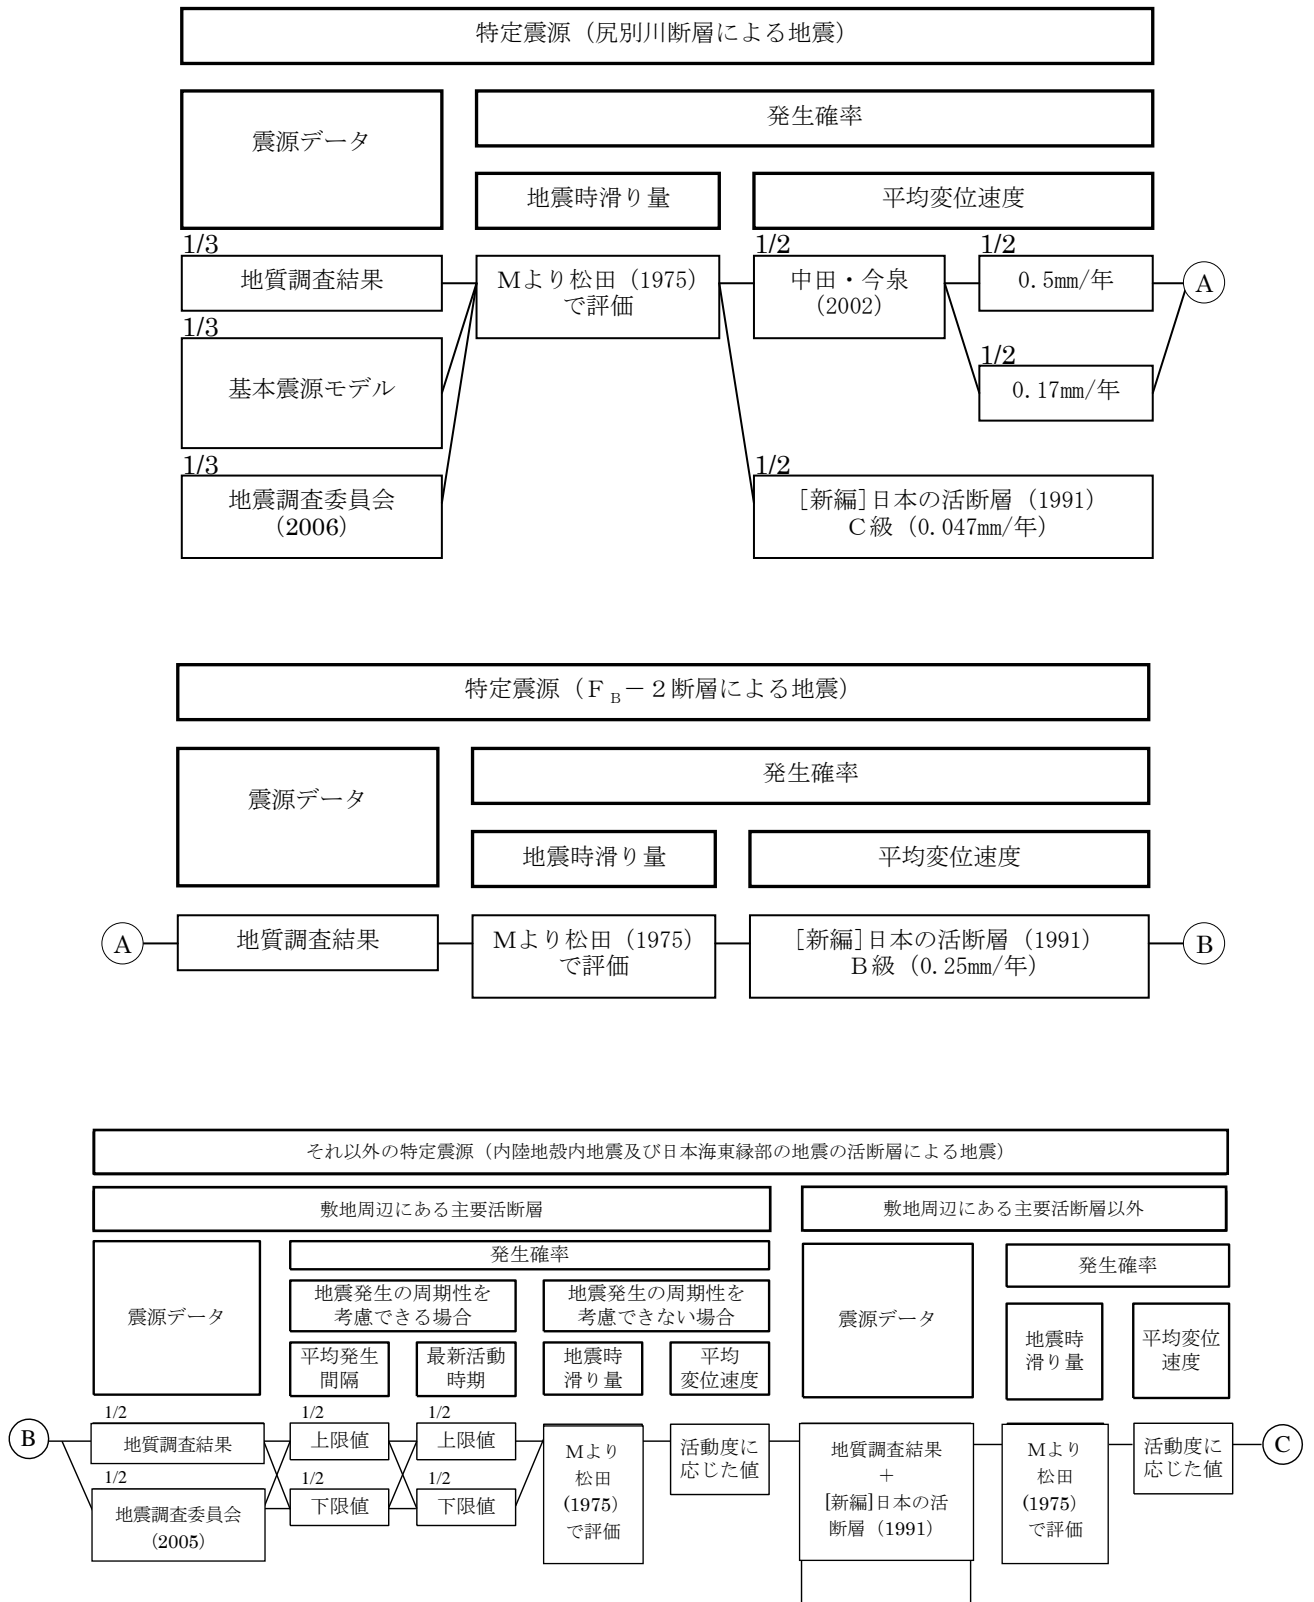 特定震源（尻別川断層による地震）
震源データ
発生確率
地震時滑り量
平均変位速度
1/3
地質調査結果
1/3
基本震源モデル
1/3
地震調査委員会
(2006)
Mより松田（1975）
で評価
1/2
中田・今泉
(2002)
1/2
0.5mm/年
1/2
0.17mm/年
A
1/2
[新編]日本の活断層（1991）
Ｃ級（0.047mm/年）
特定震源（ＦB－２断層による地震）
震源データ
発生確率
地震時滑り量
平均変位速度
A
地質調査結果
Mより松田（1975）
で評価
[新編]日本の活断層（1991）
Ｂ級（0.25mm/年）
B
それ以外の特定震源（内陸地殻内地震及び日本海東縁部の地震の活断層による地震）
敷地周辺にある主要活断層
敷地周辺にある主要活断層以外
震源データ
発生確率
地震発生の周期性を
考慮できる場合
地震発生の周期性を
考慮できない場合
平均発生
間隔
最新活動
時期
地震時
滑り量
平均
変位速度
震源データ
発生確率
地震時
滑り量
平均変位
速度
B
1/2
地質調査結果
1/2
地震調査委員会
(2005)
1/2
上限値
1/2
下限値
1/2
上限値
1/2
下限値
Mより
松田
(1975)
で評価
活動度に
応じた値
地質調査結果
＋
[新編]日本の活
断層（1991）
Mより
松田
(1975)
で評価
活動度に
応じた値
C